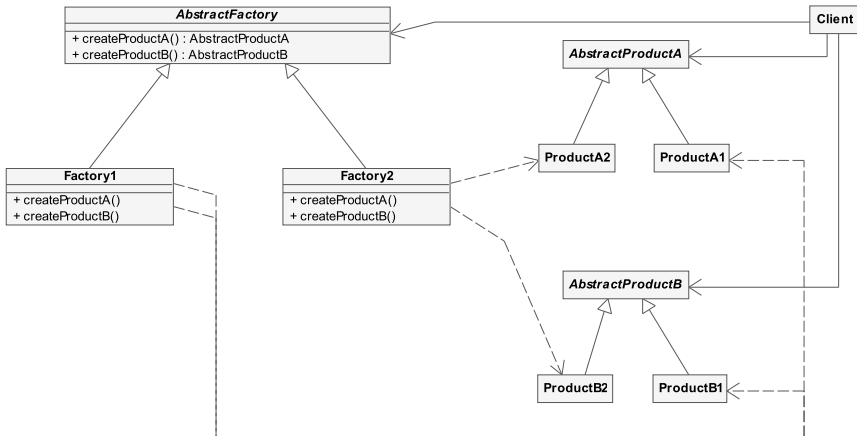 AbstractFactory
+ createProductA() : AbstractProductA
+ createProductB() : AbstractProductB
Client
AbstractProductA
ProductA2
ProductA1
Factory1
+ createProductA()
+ createProductB()
Factory2
+ createProductA()
+ createProductB()
AbstractProductB
ProductB2
ProductB1